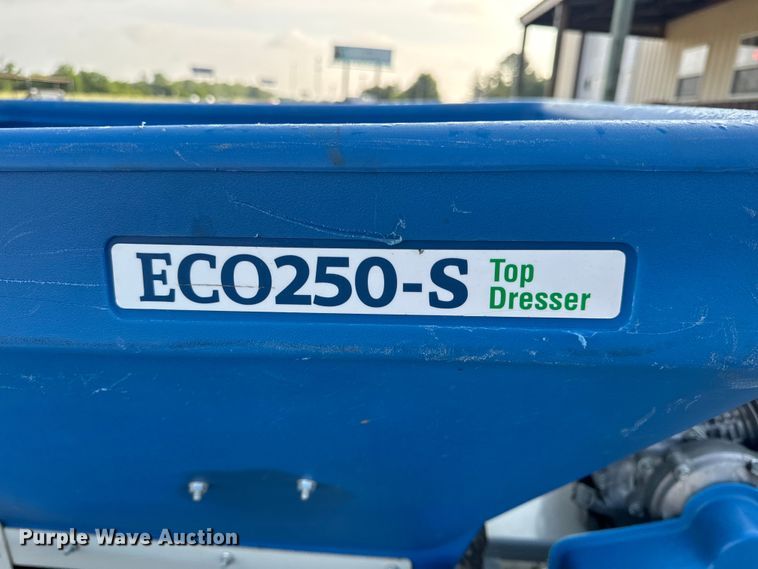 ECO250-S
Top
Dresser
Purple Wave Auction